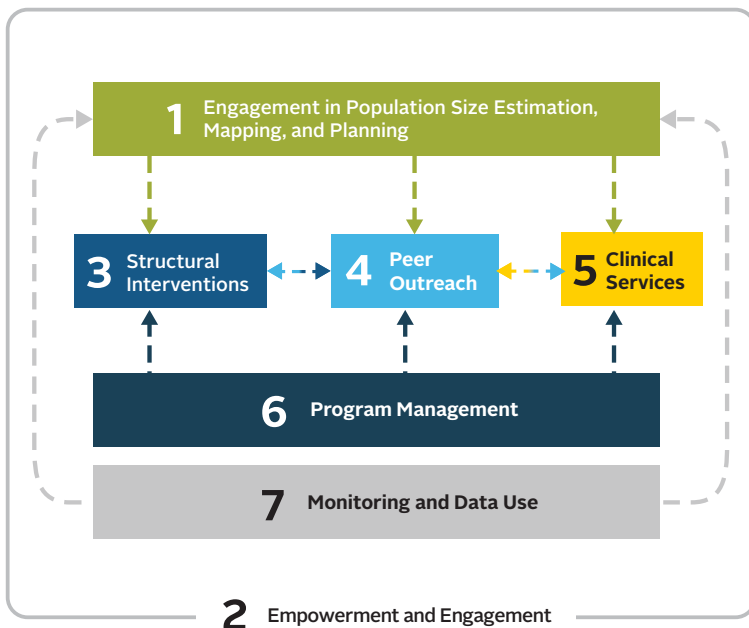 1 Engagement in Population Size Estimation,
Mapping, and Planning
3 Structural
Interventions
4 Peer
Outreach
5 Clinical
Services
6 Program Management
7 Monitoring and Data Use
2 Empowerment and Engagement